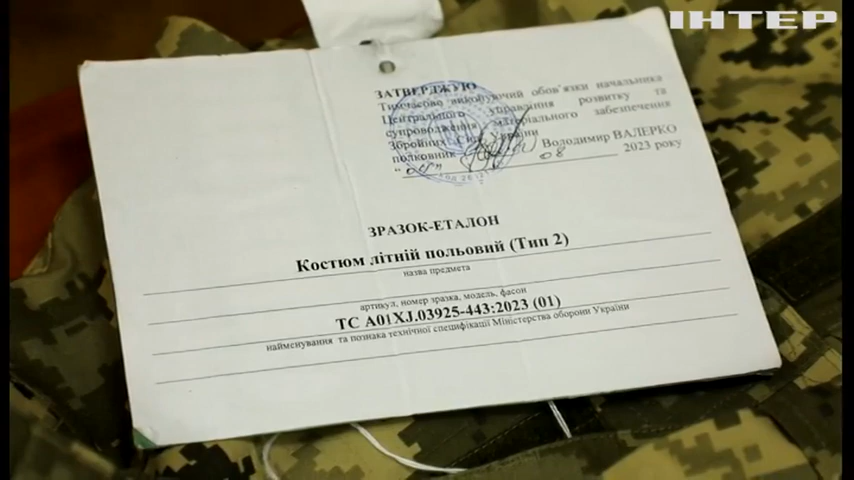 ІНТЕР
ЗАТВЕРДЖУЮ
Тимчасово виконуючий обов'язки начальника
Центрального управління розвитку та
супроводження матеріального забезпечення
Збройних Сил України
полковник Володимир ВАЛЕРКО
08 2023 року
ЗРАЗОК-ЕТАЛОН
Костюм літній польовий (Тип 2)
назва предмета
артикул, номер зразка, модель, фасон
ТС А01XJ.03925-443:2023 (01)
найменування та познака технічної специфікації Міністерства оборони України